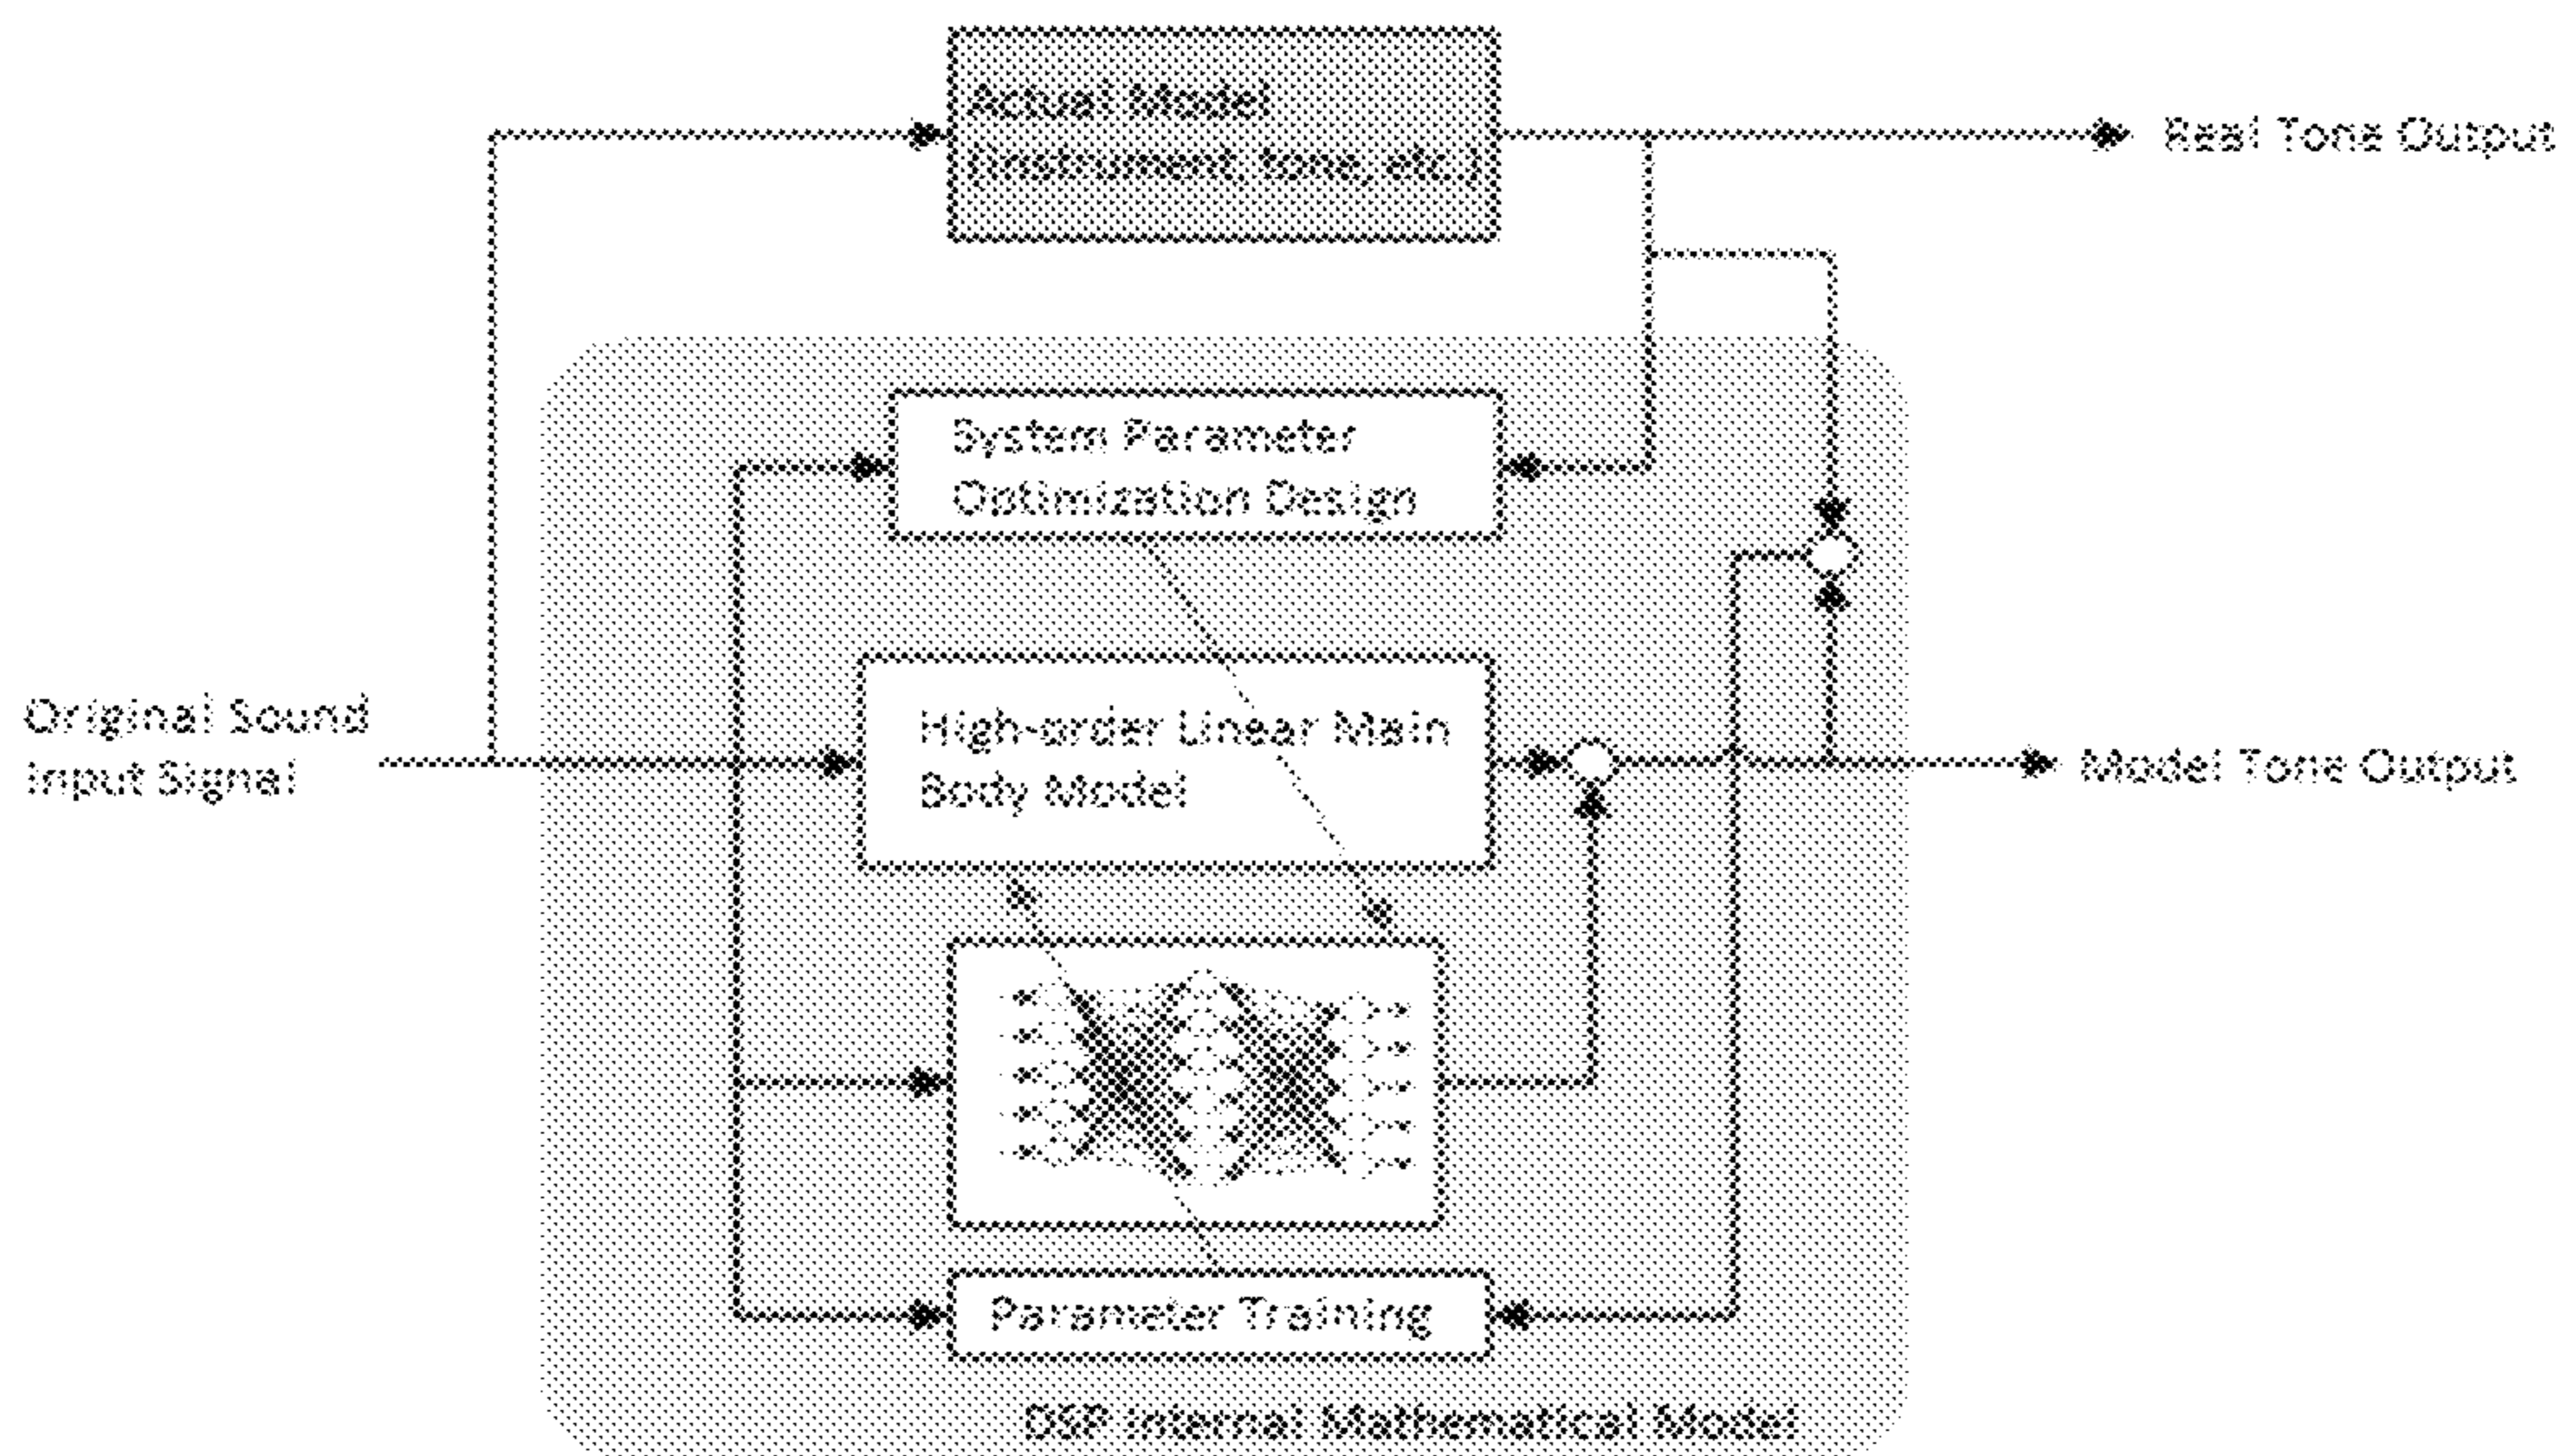 Actual Model
(instrument, tone, etc.)
Real Tone Output
System Parameter
Optimization Design
Original Sound
Input Signal
High-order Linear Main
Body Model
Model Tone Output
Parameter Training
DSP Internal Mathematical Model